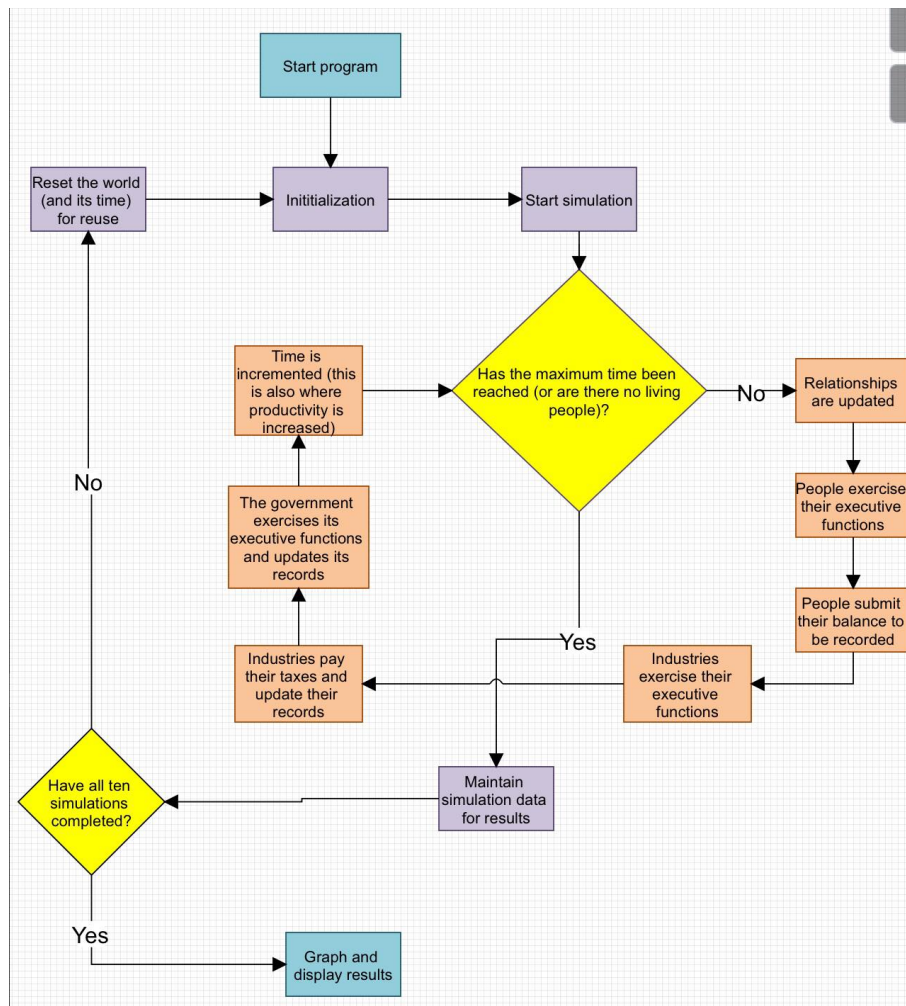 Start program
Reset the world
(and its time)
for reuse
Inititialization
Start simulation
Time is
incremented (this
is also where
productivity is
increased)
Has the maximum time been
reached (or are there no living
people)?
No
Relationships
are updated
No
The government
exercises its
executive functions
and updates its
records
People exercise
their executive
functions
People submit
their balance to
be recorded
Yes
Industries pay
their taxes and
update their
records
Industries
exercise their
executive
functions
Have all ten
simulations
completed?
Maintain
simulation data
for results
Yes
Graph and
display results